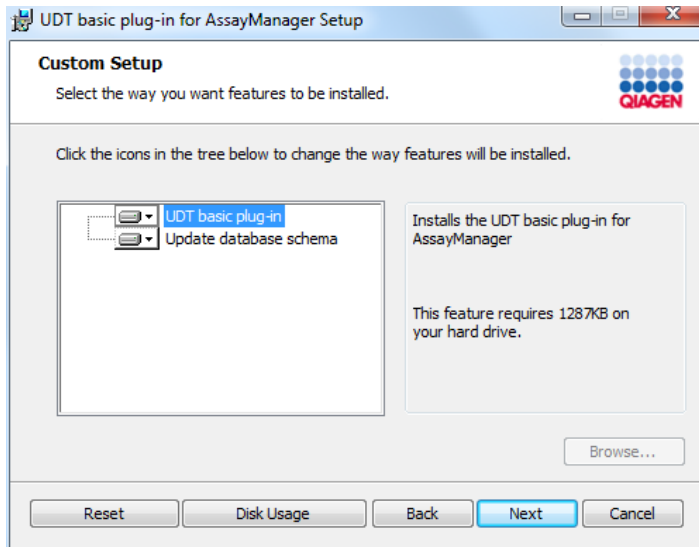 UDT basic plug-in for AssayManager Setup
Custom Setup
Select the way you want features to be installed.
QIAGEN
Click the icons in the tree below to change the way features will be installed.
UDT basic plug-in
Update database schema
Installs the UDT basic plug-in for
AssayManager
This feature requires 1287KB on
your hard drive.
Browse...
Reset
Disk Usage
Back
Next
Cancel